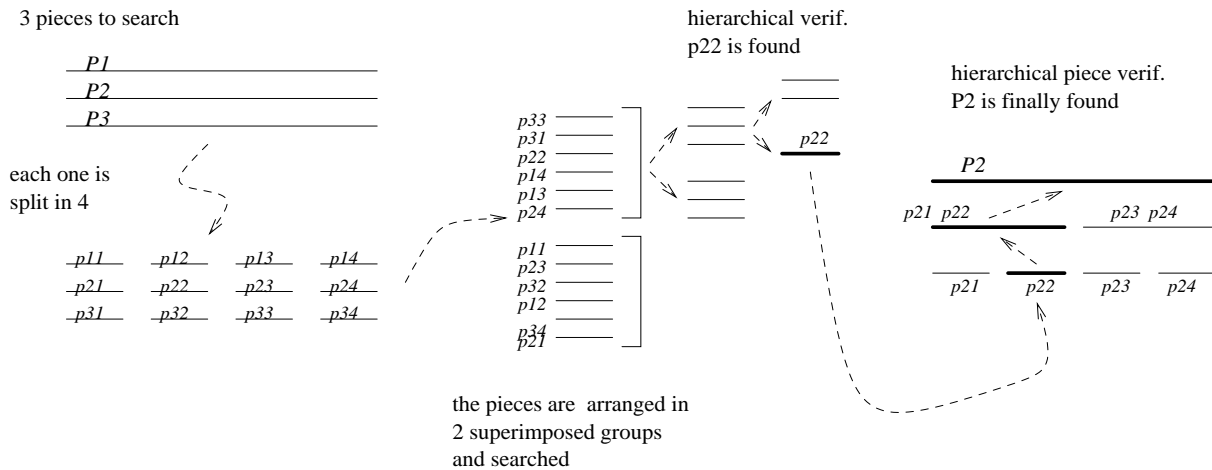 3 pieces to search
P1
P2
P3
each one is
split in 4
p11 p12 p13 p14
p21 p22 p23 p24
p31 p32 p33 p34
p33
p31
p22
p14
p13
p24
p11
p23
p32
p12
p34
p21
the pieces are arranged in
2 superimposed groups
and searched
hierarchical verif.
p22 is found
p22
hierarchical piece verif.
P2 is finally found
P2
p21 p22 p23 p24
p21 p22 p23 p24